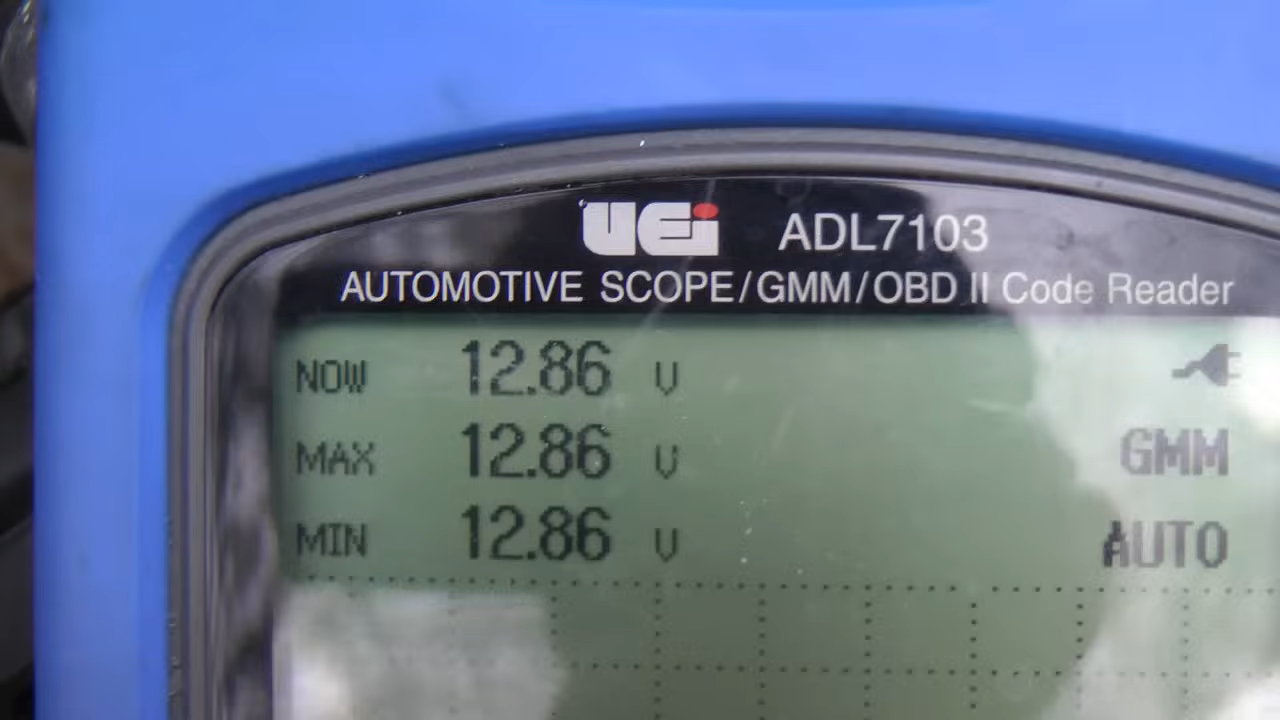 UEi ADL7103
AUTOMOTIVE SCOPE/GMM/OBD II Code Reader
NOW 12.86 V
MAX 12.86 V GMM
MIN 12.86 V AUTO